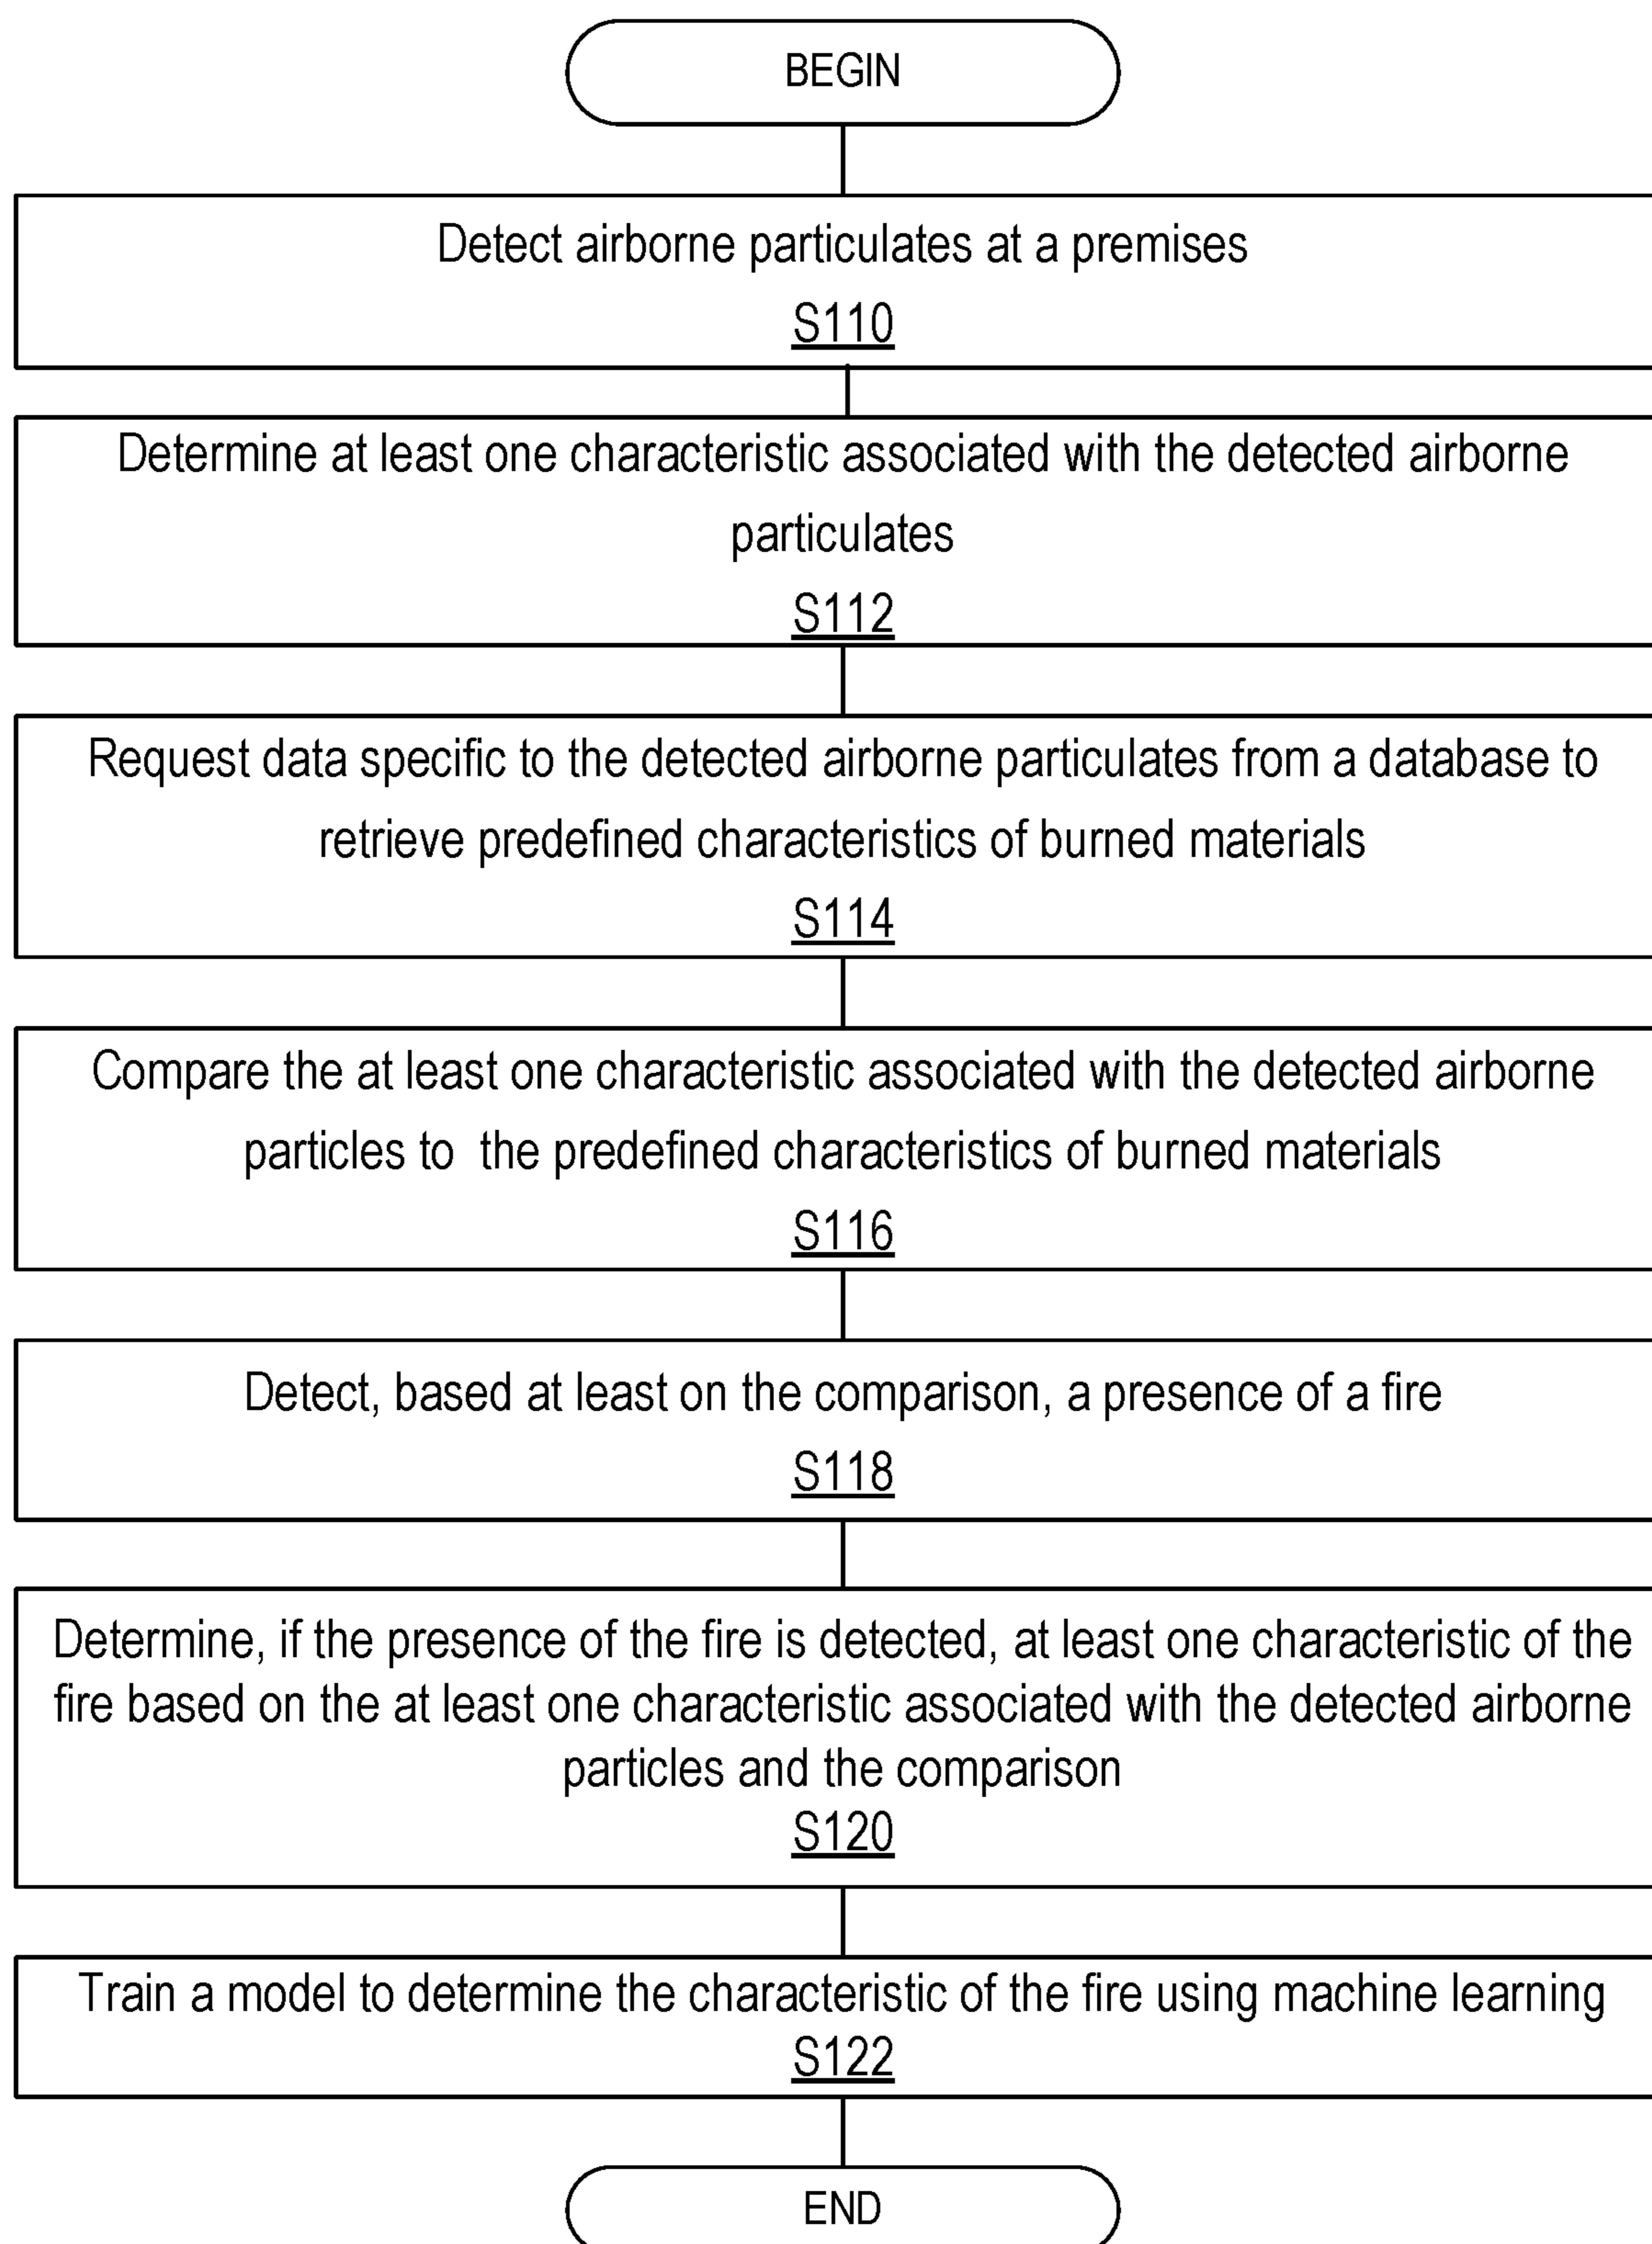 BEGIN
Detect airborne particulates at a premises
S110
Determine at least one characteristic associated with the detected airborne
particulates
S112
Request data specific to the detected airborne particulates from a database to
retrieve predefined characteristics of burned materials
S114
Compare the at least one characteristic associated with the detected airborne
particles to the predefined characteristics of burned materials
S116
Detect, based at least on the comparison, a presence of a fire
S118
Determine, if the presence of the fire is detected, at least one characteristic of the
fire based on the at least one characteristic associated with the detected airborne
particles and the comparison
S120
Train a model to determine the characteristic of the fire using machine learning
S122
END